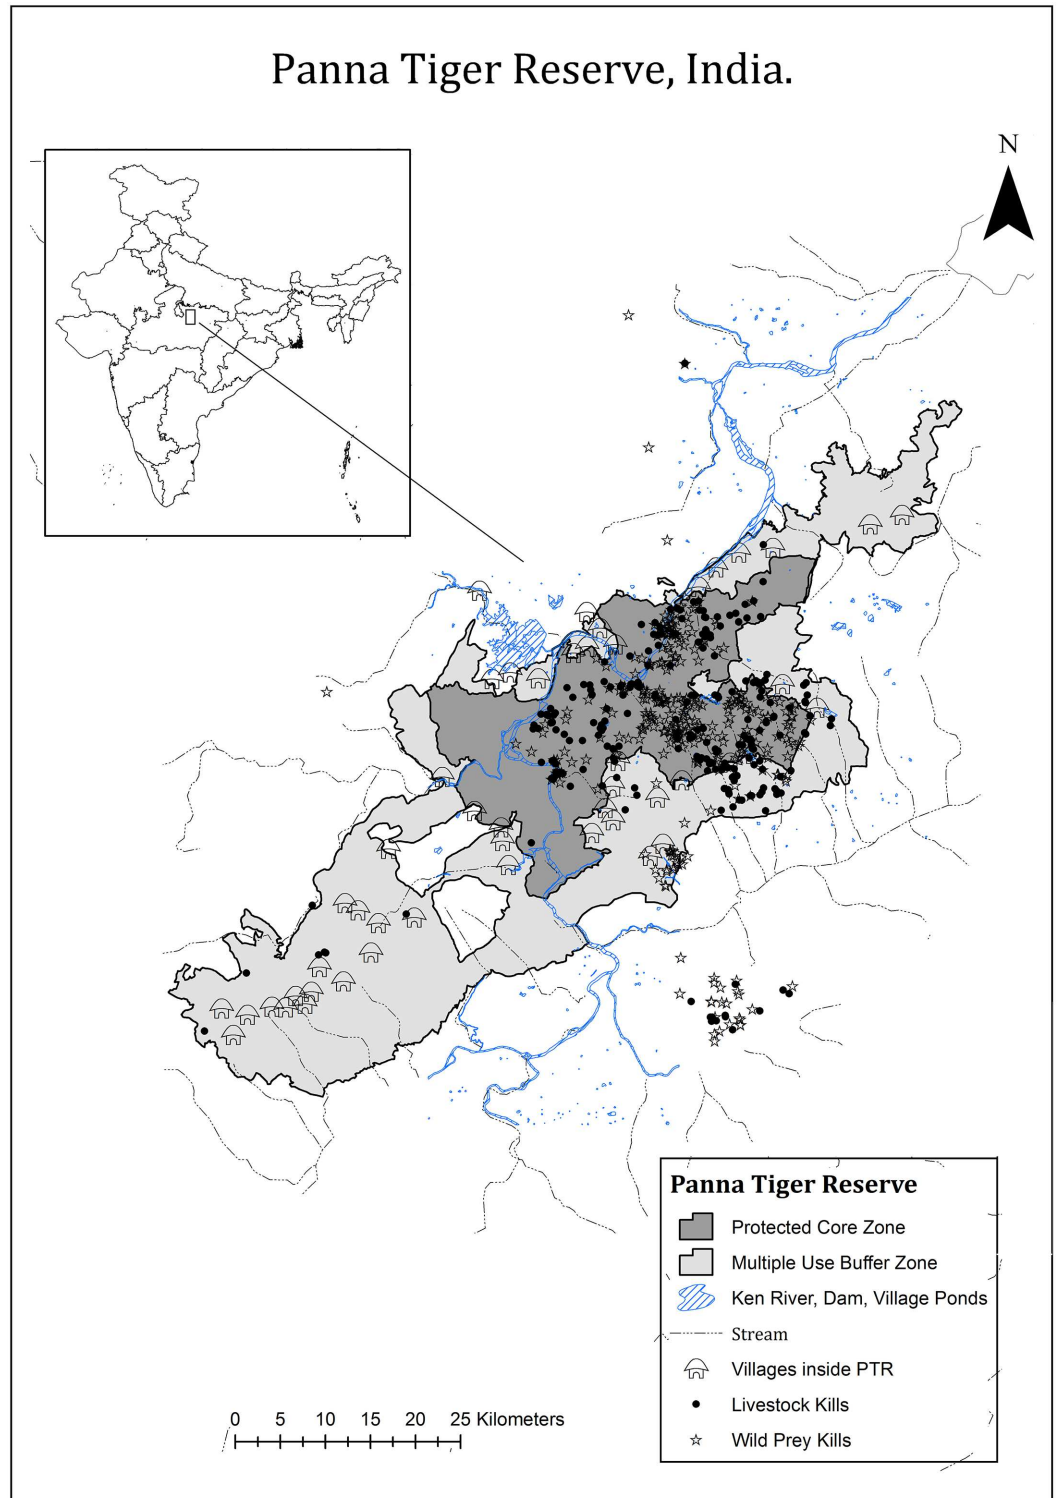 Panna Tiger Reserve, India.
N
Panna Tiger Reserve
Protected Core Zone
Multiple Use Buffer Zone
Ken River, Dam, Village Ponds
Stream
Villages inside PTR
Livestock Kills
Wild Prey Kills
0 5 10 15 20 25 Kilometers